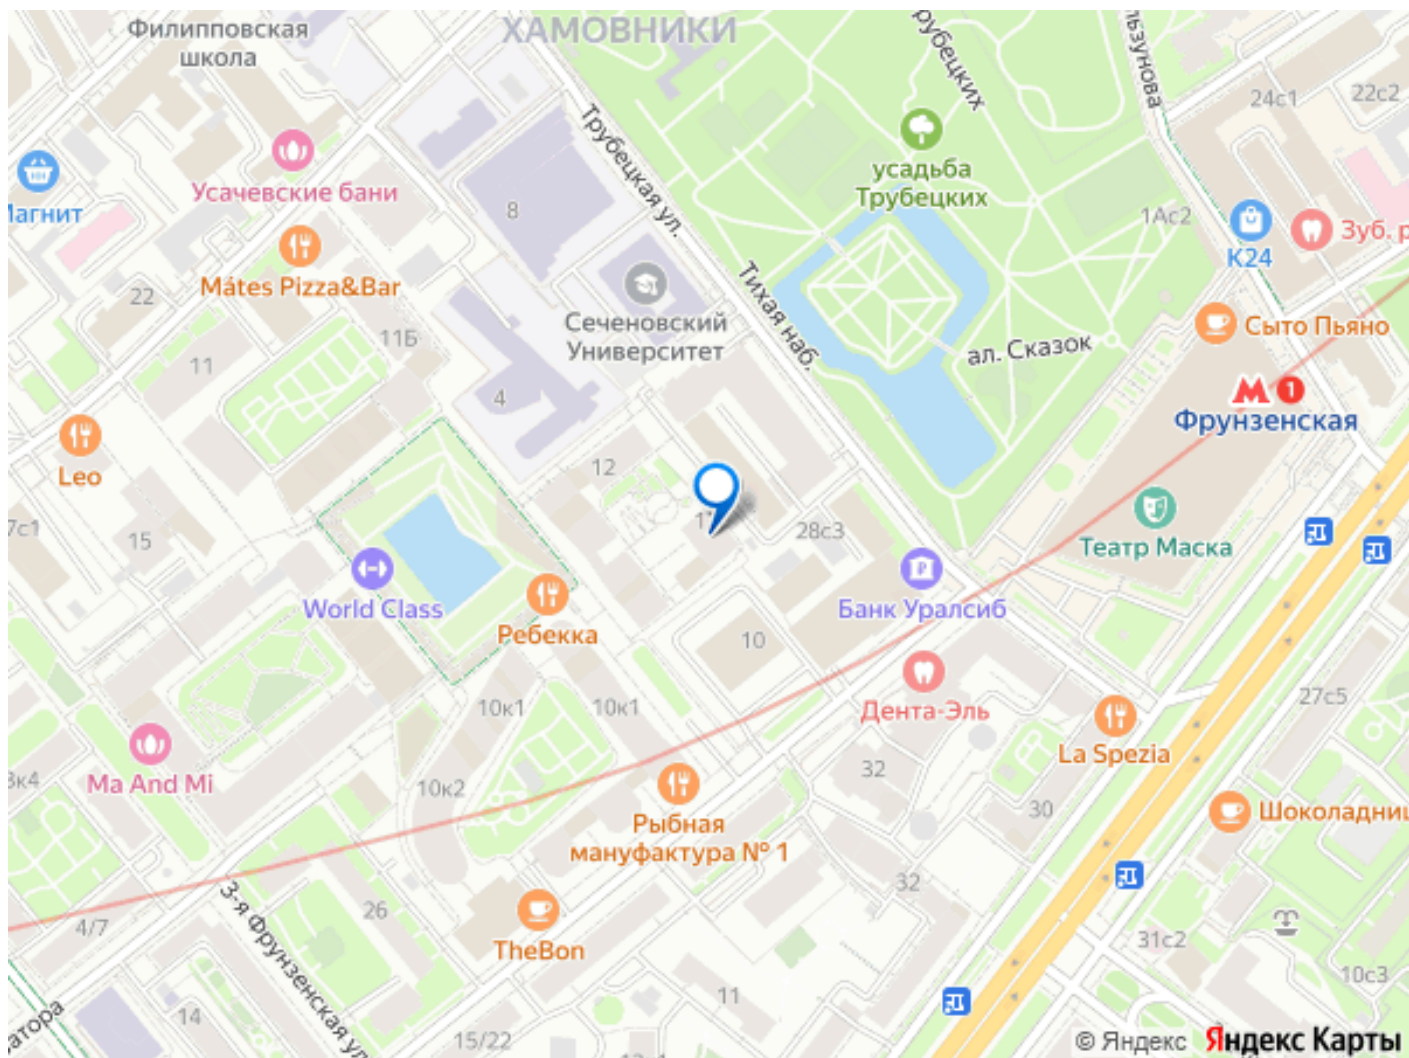 Филипповская
школа
ХАМОВНИКИ
Трубецких
24с1
22с2
Усачевские бани
Магнит
Трубецкая ул.
8
усадьба
Трубецких
1Ас2
K24
Зуб. р
Mátes Pizza&Bar
22
11Б
11
Сеченовский
Университет
Тихая наб.
ал. Сказок
Сыто Пьяно
1
Фрунзенская
4
Leo
12
7с1
15
28с3
Театр Маска
World Class
Ребекка
Банк Уралсиб
10
10к1
10к1
Дента-Эль
27с5
La Spezia
Ma And Mi
10к2
32
30
Шоколадниц
Рыбная
мануфактура № 1
32
3-я Фрунзенская ул
26
4/7
TheBon
31с2
10с3
11
14
15/22
© Яндекс
Яндекс Карты